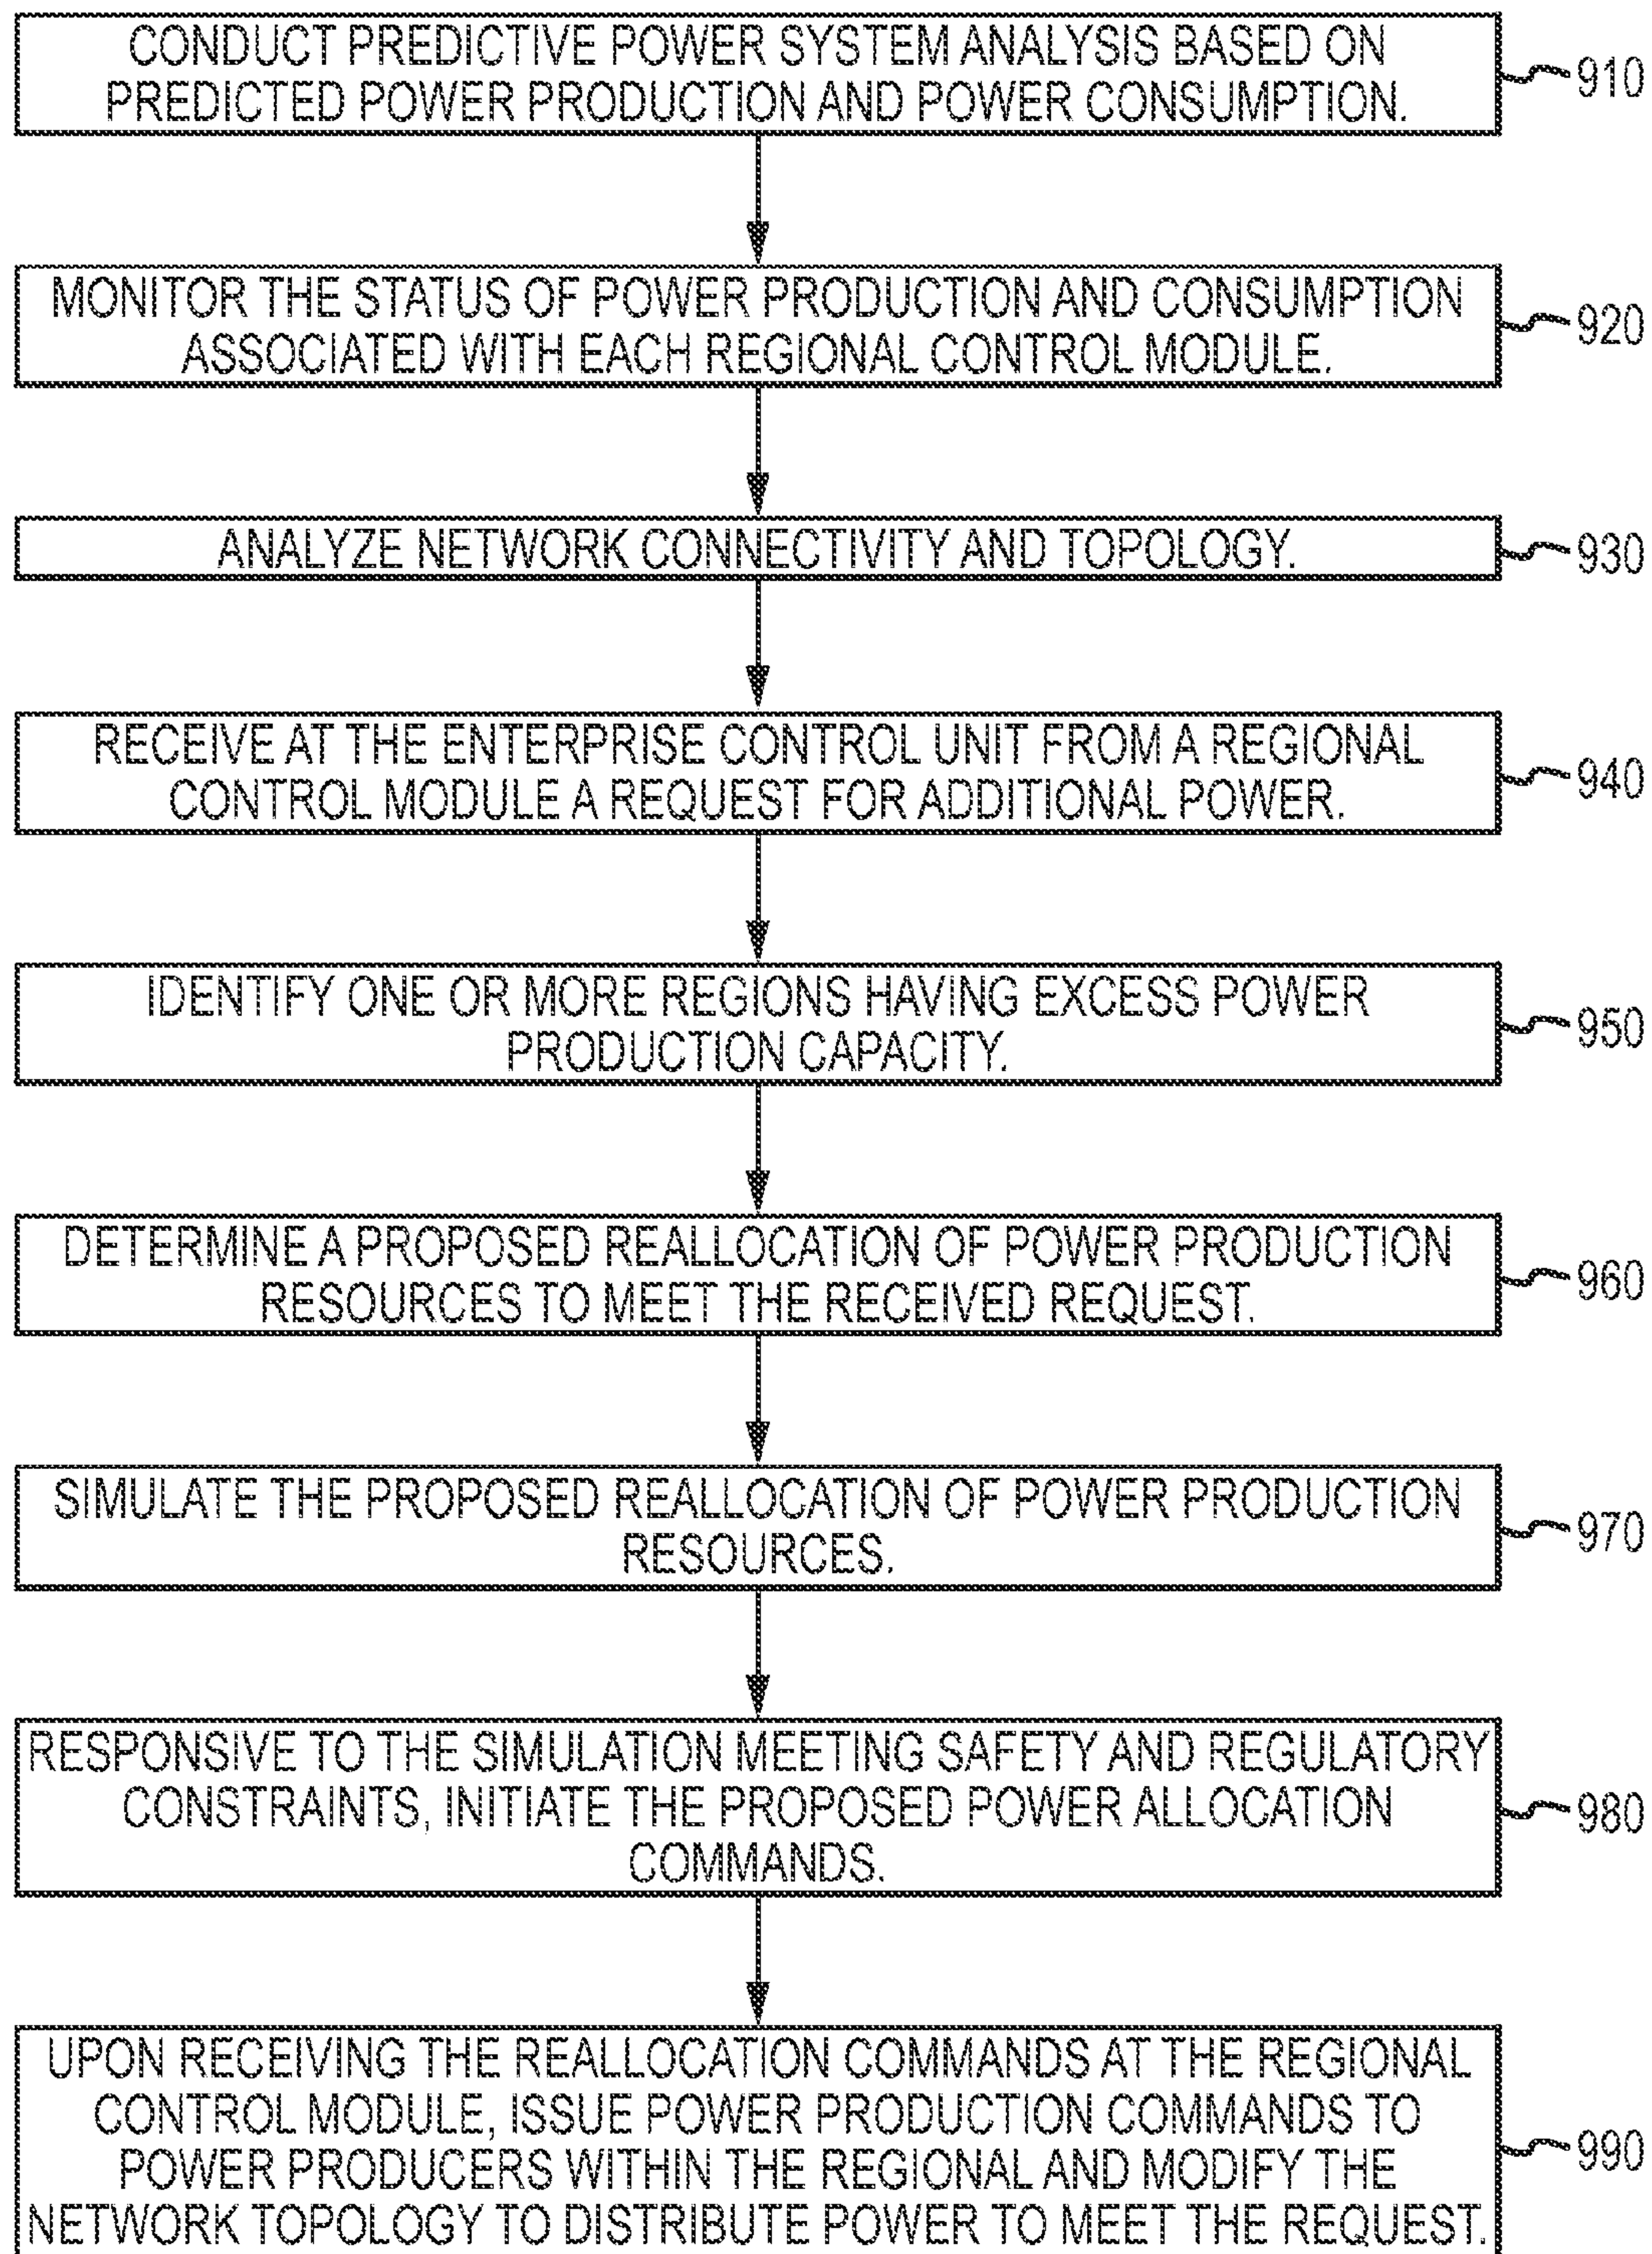 CONDUCT PREDICTIVE POWER SYSTEM ANALYSIS BASED ON
PREDICTED POWER PRODUCTION AND POWER CONSUMPTION.
910
MONITOR THE STATUS OF POWER PRODUCTION AND CONSUMPTION
ASSOCIATED WITH EACH REGIONAL CONTROL MODULE.
920
ANALYZE NETWORK CONNECTIVITY AND TOPOLOGY.
930
RECEIVE AT THE ENTERPRISE CONTROL UNIT FROM A REGIONAL
CONTROL MODULE A REQUEST FOR ADDITIONAL POWER.
940
IDENTIFY ONE OR MORE REGIONS HAVING EXCESS POWER
PRODUCTION CAPACITY.
950
DETERMINE A PROPOSED REALLOCATION OF POWER PRODUCTION
RESOURCES TO MEET THE RECEIVED REQUEST.
960
SIMULATE THE PROPOSED REALLOCATION OF POWER PRODUCTION
RESOURCES.
970
RESPONSIVE TO THE SIMULATION MEETING SAFETY AND REGULATORY
CONSTRAINTS, INITIATE THE PROPOSED POWER ALLOCATION
COMMANDS.
980
UPON RECEIVING THE REALLOCATION COMMANDS AT THE REGIONAL
CONTROL MODULE, ISSUE POWER PRODUCTION COMMANDS TO
POWER PRODUCERS WITHIN THE REGIONAL AND MODIFY THE
NETWORK TOPOLOGY TO DISTRIBUTE POWER TO MEET THE REQUEST.
990